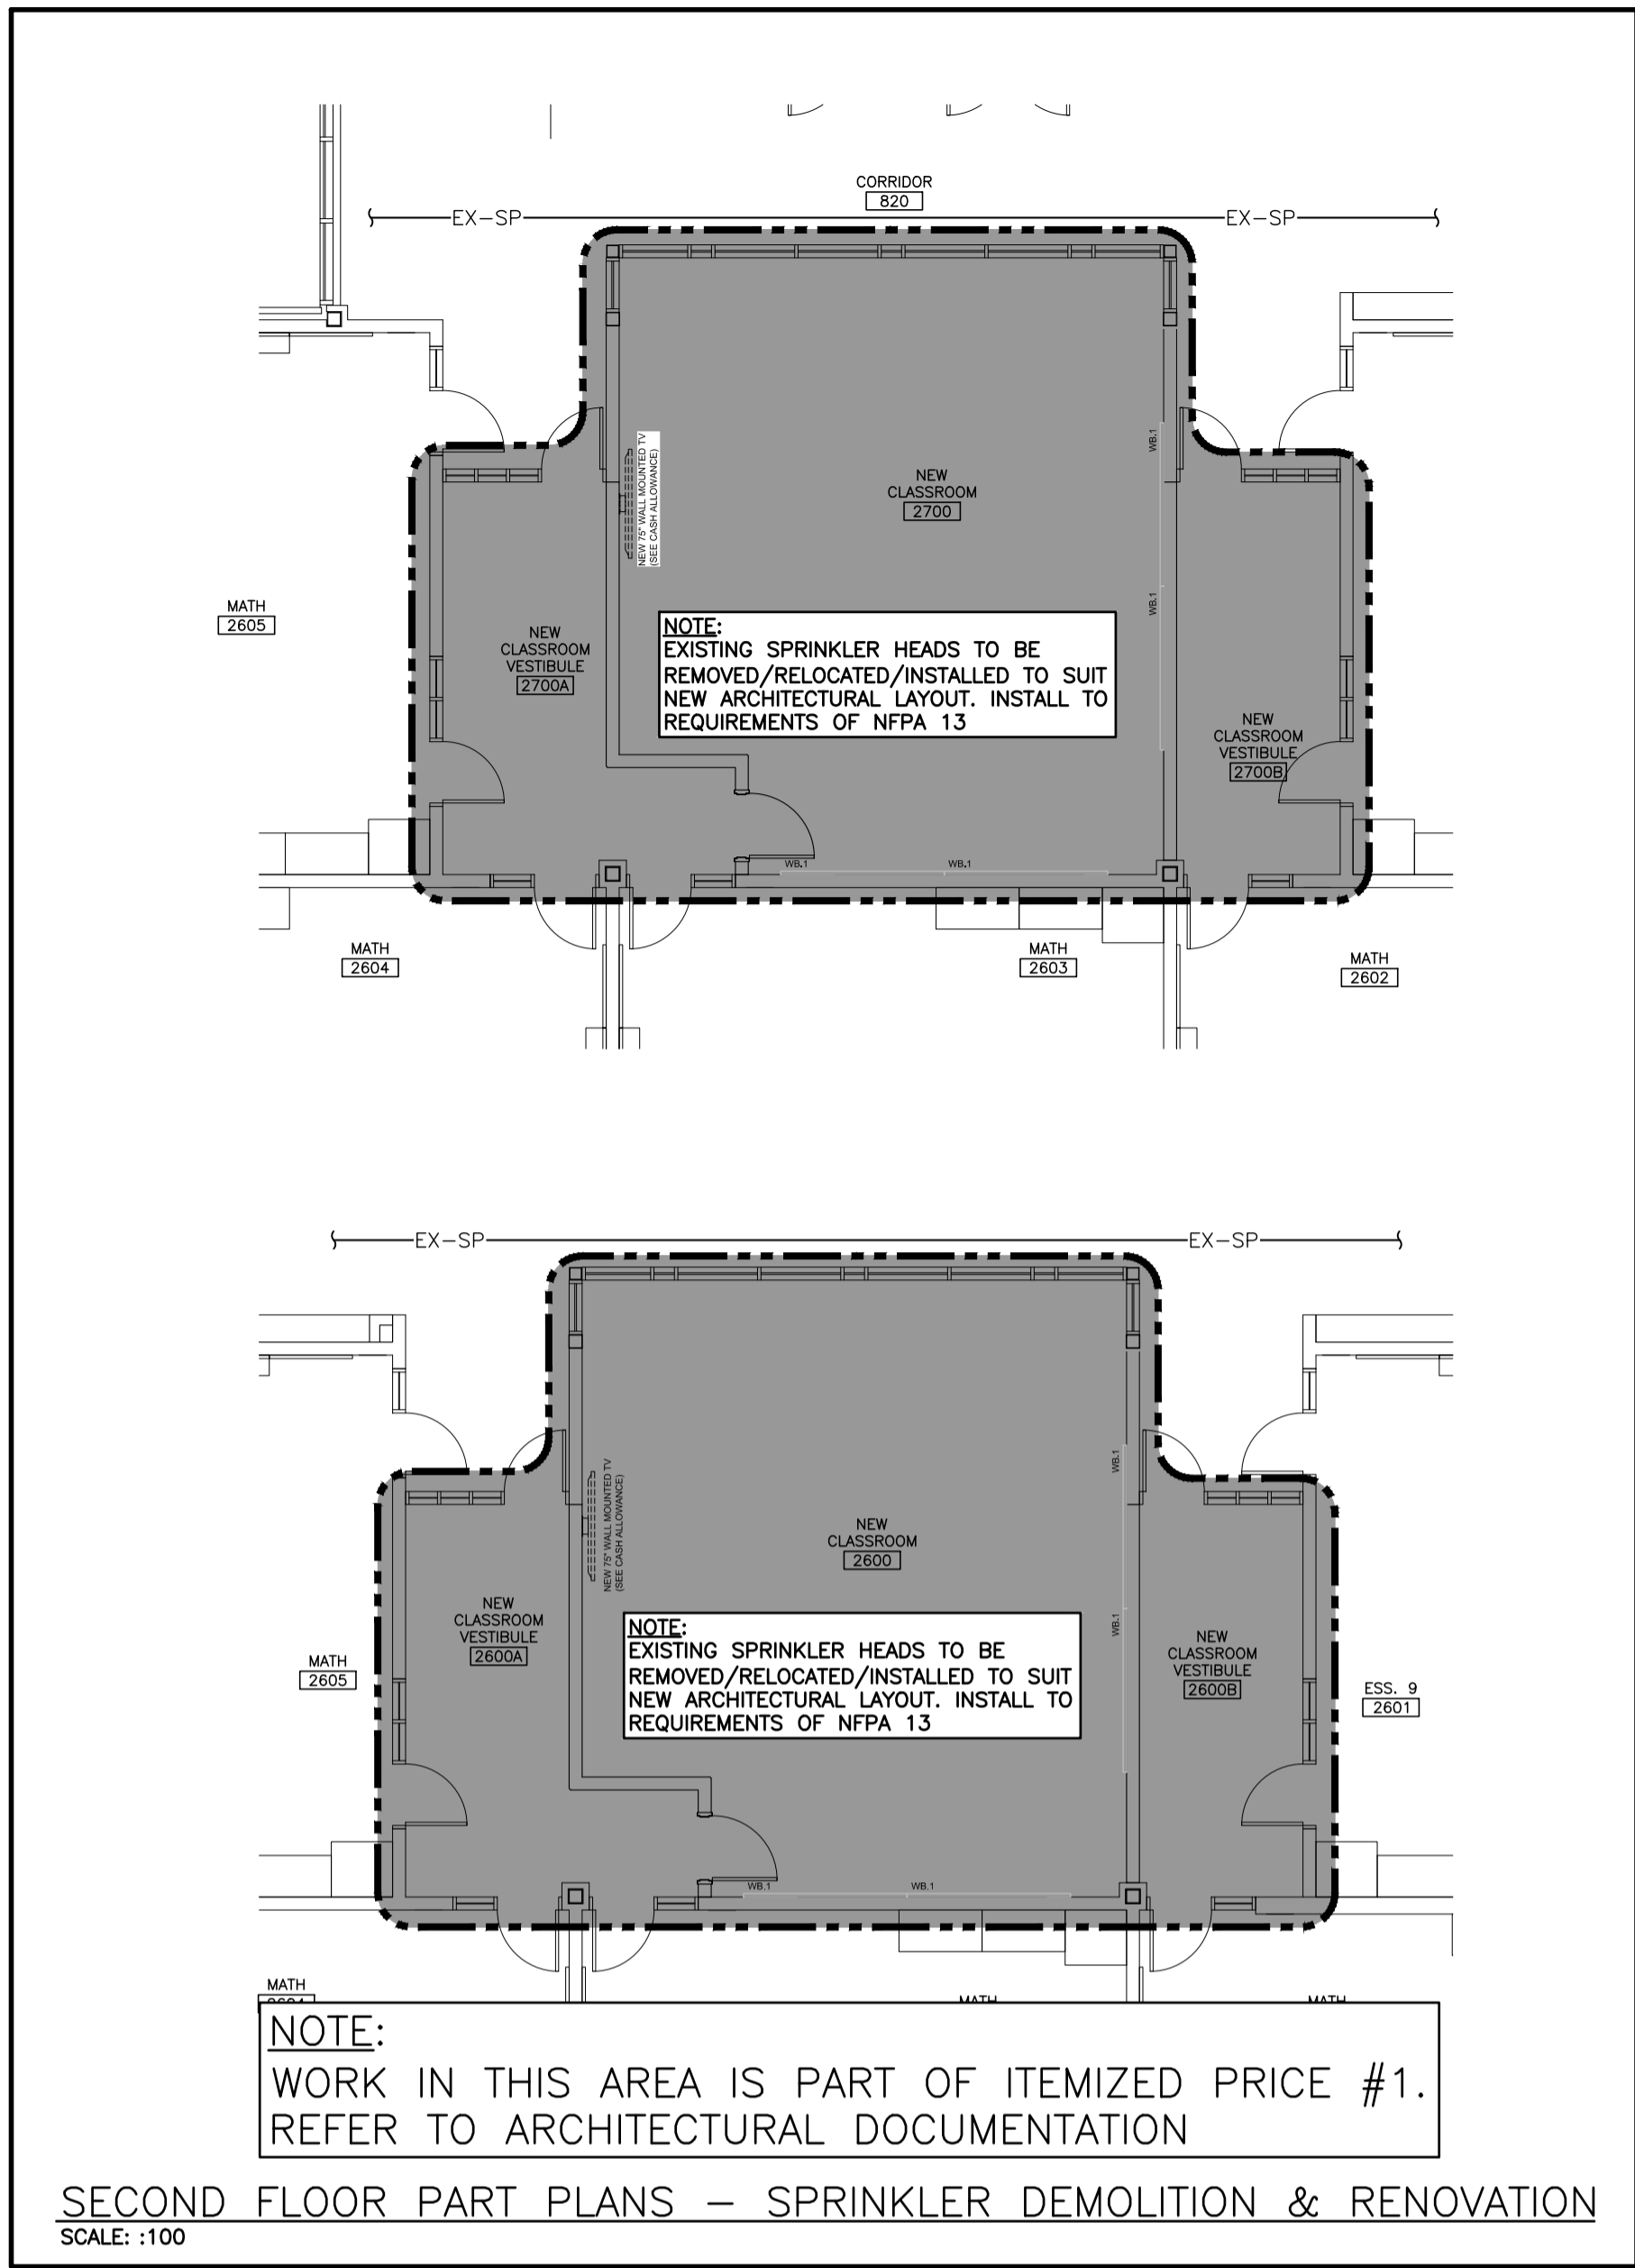 CORRIDOR
820
EX-SP
EX-SP
NEW 75" WALL MOUNTED TV
(SEE CASH ALLOWANCE)
WB.1
NEW
CLASSROOM
2700
WB.1
MATH
2605
NEW
CLASSROOM
VESTIBULE
2700A
NOTE:
EXISTING SPRINKLER HEADS TO BE
REMOVED/RELOCATED/INSTALLED TO SUIT
NEW ARCHITECTURAL LAYOUT. INSTALL TO
REQUIREMENTS OF NFPA 13
NEW
CLASSROOM
VESTIBULE
2700B
WB.1
WB.1
MATH
2604
MATH
2603
MATH
2602
EX-SP
EX-SP
WB.1
NEW 75" WALL MOUNTED TV
(SEE CASH ALLOWANCE)
NEW
CLASSROOM
2600
NEW
CLASSROOM
VESTIBULE
2600A
WB.1
MATH
2605
NOTE:
EXISTING SPRINKLER HEADS TO BE
REMOVED/RELOCATED/INSTALLED TO SUIT
NEW ARCHITECTURAL LAYOUT. INSTALL TO
REQUIREMENTS OF NFPA 13
NEW
CLASSROOM
VESTIBULE
2600B
ESS. 9
2601
WB.1
WB.1
MATH
MATH
MATH
NOTE:
WORK IN THIS AREA IS PART OF ITEMIZED PRICE #1.
REFER TO ARCHITECTURAL DOCUMENTATION
SECOND FLOOR PART PLANS - SPRINKLER DEMOLITION & RENOVATION
SCALE: :100